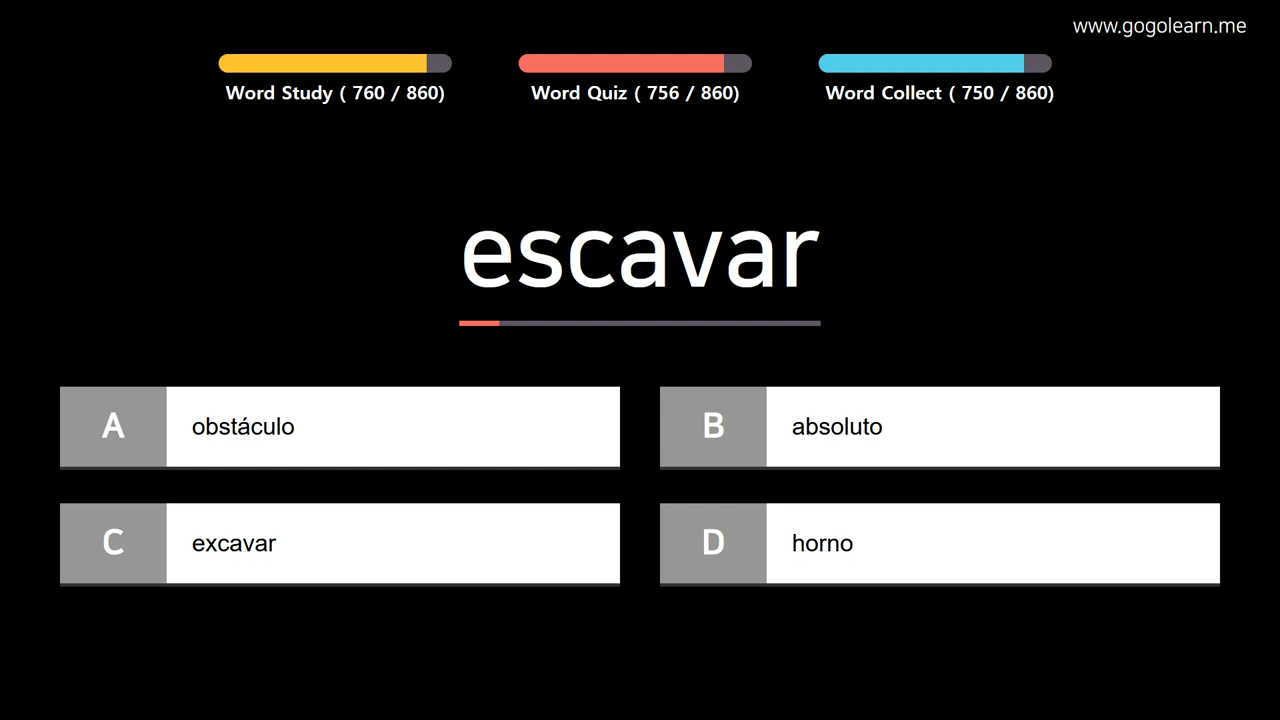 www.gogolearn.me
Word Study ( 760 / 860)
Word Quiz ( 756 / 860)
Word Collect ( 750 / 860)
escavar
A obstáculo
B absoluto
C excavar
D horno